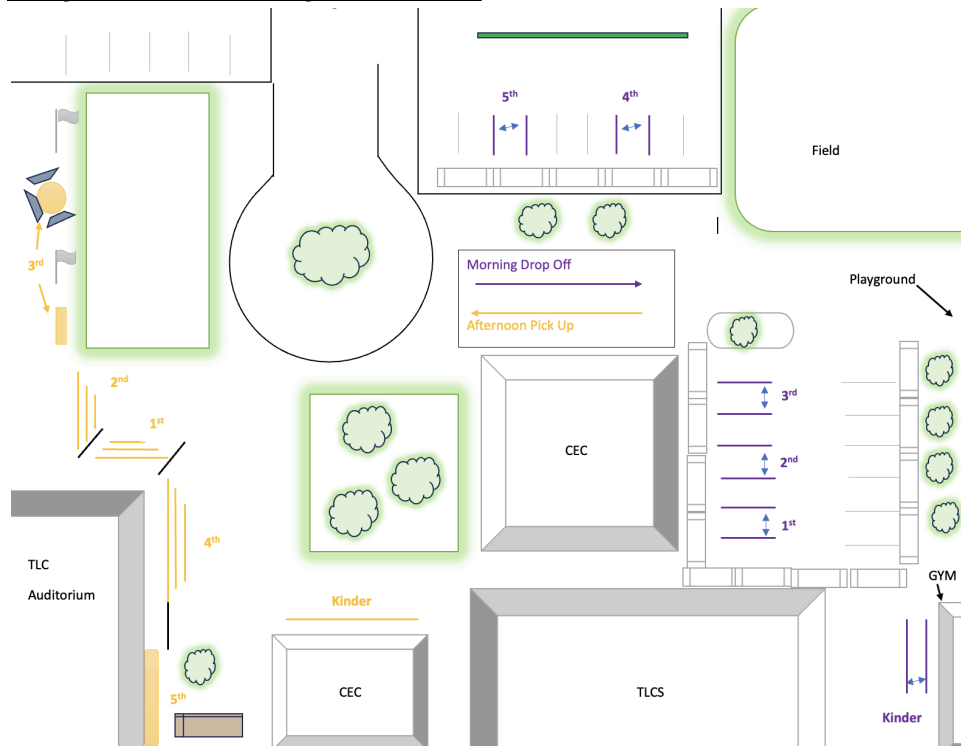 5th
4th
Field
Morning Drop Off
Afternoon Pick Up
Playground
3rd
2nd
1st
3rd
2nd
1st
CEC
4th
TLC
Auditorium
GYM
Kinder
CEC
TLCS
5th
Kinder